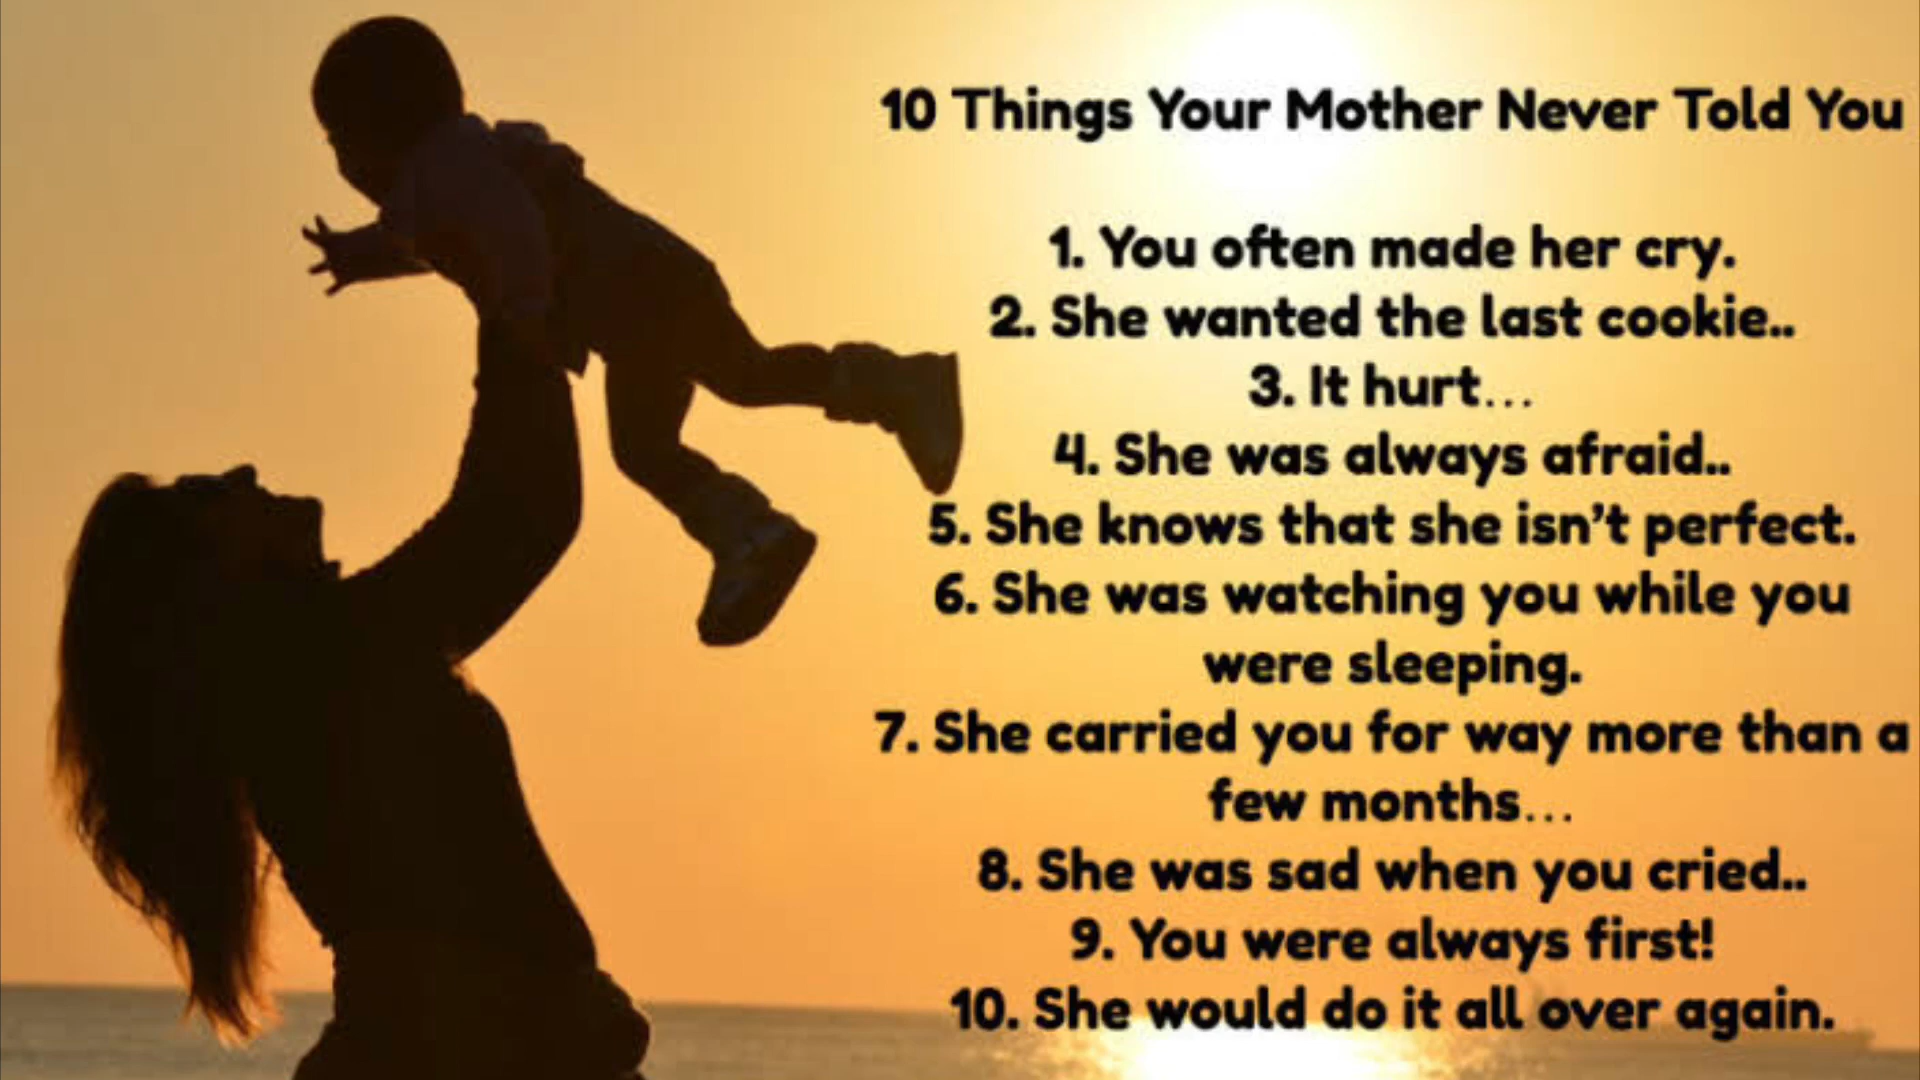 10 Things Your Mother Never Told You
1. You often made her cry.
2. She wanted the last cookie..
3. It hurt...
4. She was always afraid..
5. She knows that she isn't perfect.
6. She was watching you while you
were sleeping.
7. She carried you for way more than a
few months...
8. She was sad when you cried..
9. You were always first!
10. She would do it all over again.